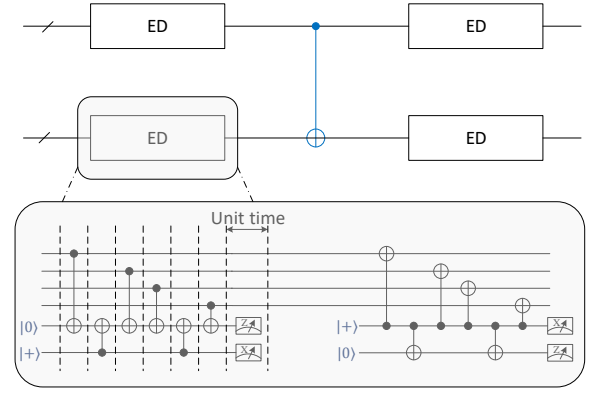 ED ED
ED ED
Unit time
|0⟩ Z |+⟩ X
|+⟩ X |0⟩ Z